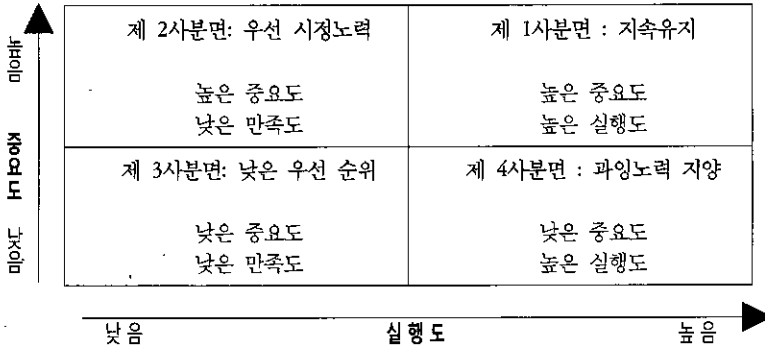 제 2사분면: 우선 시정노력
높은 중요도
낮은 만족도
제 1사분면 : 지속유지
높은 중요도
높은 실행도
제 3사분면: 낮은 우선 순위
낮은 중요도
낮은 만족도
제 4사분면 : 과잉노력 지양
낮은 중요도
높은 실행도
높음
중요도
낮음
낮음 실행도 높음